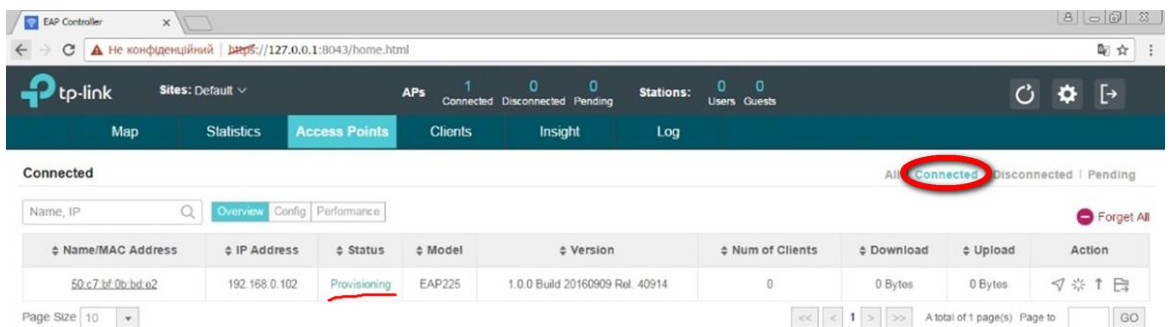 EAP Controller
Не конфіденційний | https://127.0.0.1:8043/home.html
tp-link Sites: Default APs 1 Connected 0 Disconnected 0 Pending Stations: 0 Users 0 Guests
Map Statistics Access Points Clients Insight Log
Connected All Connected Disconnected | Pending
Name, IP Overview Config Performance Forget All
Name/MAC Address IP Address Status Model Version Num of Clients Download Upload Action
50:c7:bf:0b:bd:e2 192.168.0.102 Provisioning EAP225 1.0.0 Build 20160909 Rel. 40914 0 0 Bytes 0 Bytes
Page Size 10 << < 1 > >> A total of 1 page(s) Page to GO